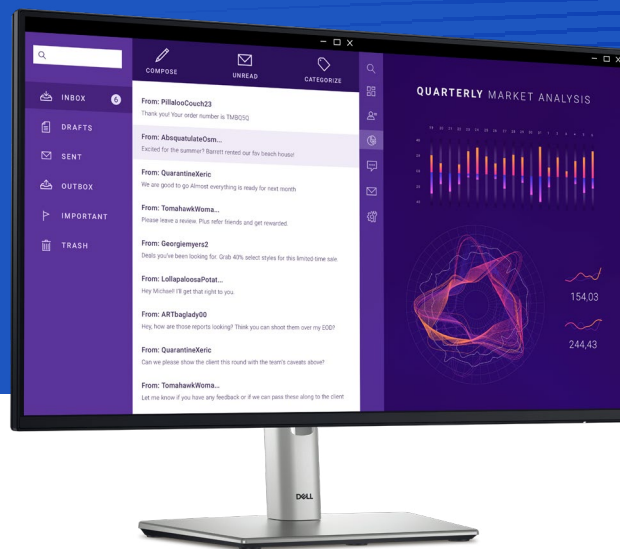 COMPOSE
UNREAD
CATEGORIZE
INBOX 6
DRAFTS
SENT
OUTBOX
IMPORTANT
TRASH
From: PillalooCouch23
Thank you! Your order number is TMBQ5Q
From: AbsquatulateOsm...
Excited for the summer? Barrett rented our fav beach house!
From: QuarantineXeric
We are good to go Almost everything is ready for next month
From: TomahawkWoma...
Please leave a review. Plus refer friends and get rewarded.
From: Georgiemyers2
Deals you've been looking for. Grab 40% select styles for this limited time sale.
From: LollapaloosaPotat...
Hey Michael! I'll get that right to you.
From: ARTbaglady00
Hey, how are those reports looking? Think you can shoot them over my EOD?
From: QuarantineXeric
Can we please show the client this round with the team's caveats above?
From: TomahawkWoma...
Let me know if you have any feedback or if we can pass these along to the client
QUARTERLY MARKET ANALYSIS
154,03
244,43
DELL